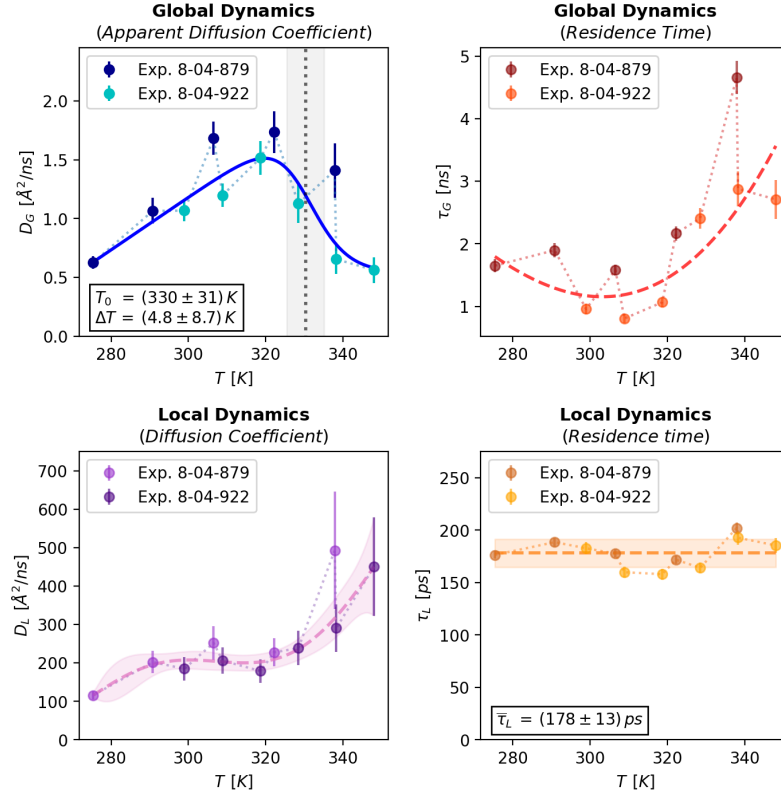 Global Dynamics
(Apparent Diffusion Coefficient)
Exp. 8-04-879
Exp. 8-04-922
D_G [Å²/ns]
2.0
1.5
1.0
0.5
0.0
T₀ = (330 ± 31) K
ΔT = (4.8 ± 8.7) K
280 300 320 340
T [K]
Global Dynamics
(Residence Time)
Exp. 8-04-879
Exp. 8-04-922
τ_G [ns]
5
4
3
2
1
280 300 320 340
T [K]
Local Dynamics
(Diffusion Coefficient)
Exp. 8-04-879
Exp. 8-04-922
D_L [Å²/ns]
700
600
500
400
300
200
100
0
280 300 320 340
T [K]
Local Dynamics
(Residence time)
Exp. 8-04-879
Exp. 8-04-922
τ_L [ps]
250
200
150
100
50
0
τ̅_L = (178 ± 13) ps
280 300 320 340
T [K]